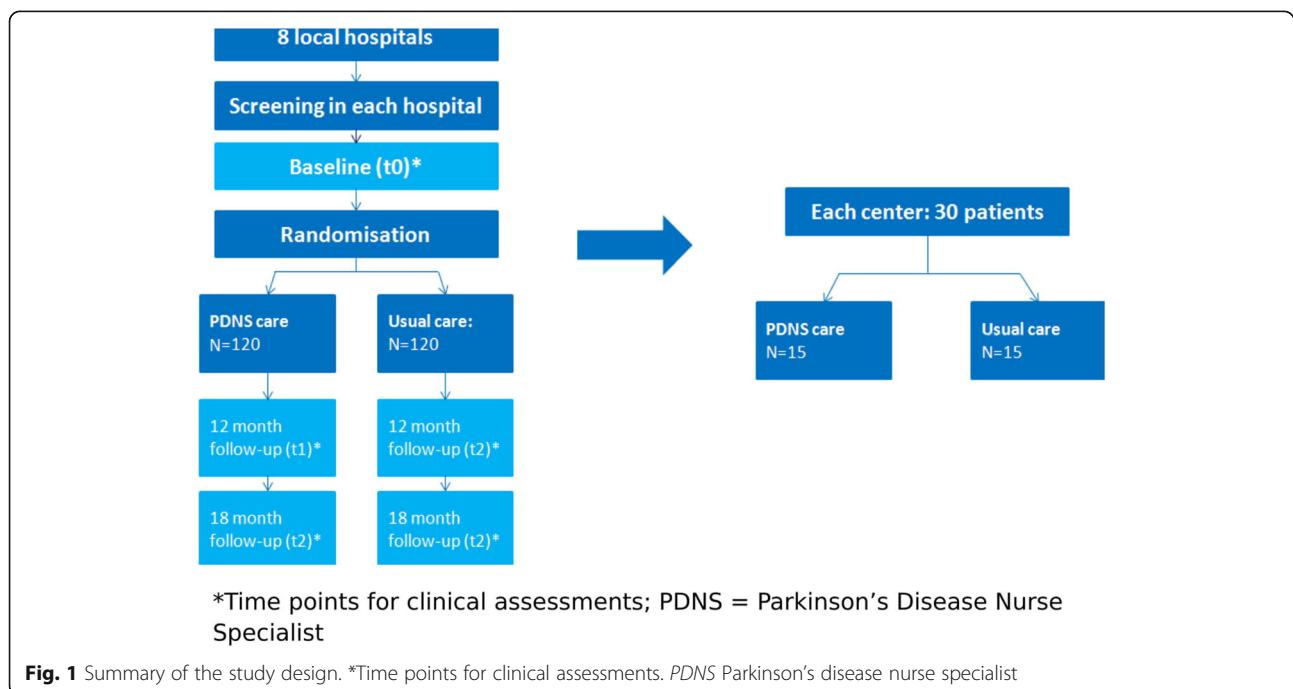 8 local hospitals
Screening in each hospital
Baseline (t0)*
Randomisation
PDNS care
N=120
Usual care:
N=120
12 month
follow-up (t1)*
12 month
follow-up (t2)*
18 month
follow-up (t2)*
18 month
follow-up (t2)*
Each center: 30 patients
PDNS care
N=15
Usual care
N=15
*Time points for clinical assessments; PDNS = Parkinson's Disease Nurse
Specialist
Fig. 1 Summary of the study design. *Time points for clinical assessments. PDNS Parkinson's disease nurse specialist